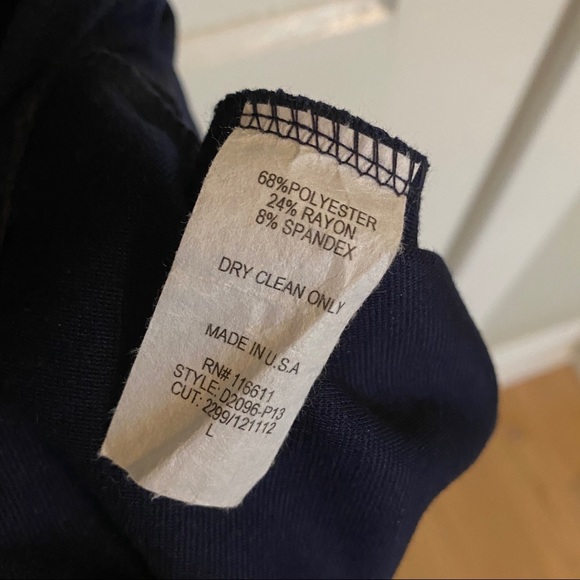 68%POLYESTER
24% RAYON
8% SPANDEX
DRY CLEAN ONLY
MADE IN U.S.A
RN# 116611
STYLE: D2096-P13
CUT: 2299/121112
L